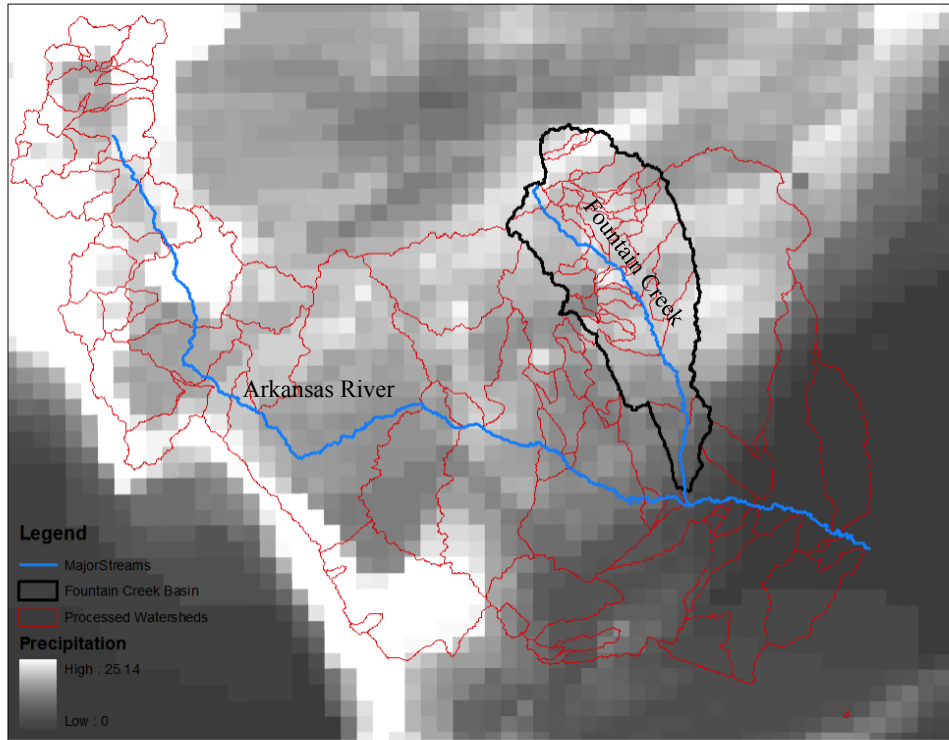 Fountain Creek
Arkansas River
Legend
MajorStreams
Fountain Creek Basin
Processed Watersheds
Precipitation
High : 25.14
Low : 0